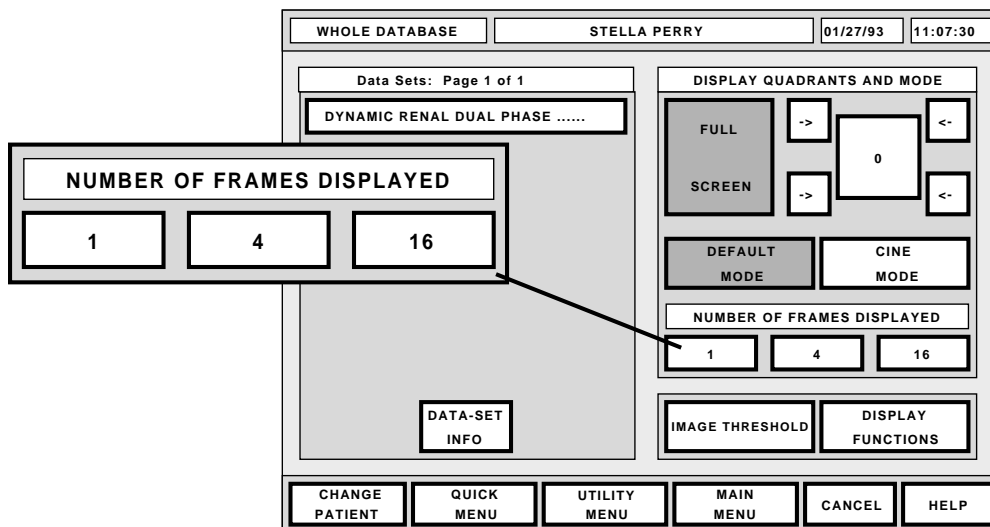 WHOLE DATABASE
STELLA PERRY
01/27/93
11:07:30
Data Sets: Page 1 of 1
DYNAMIC RENAL DUAL PHASE ......
NUMBER OF FRAMES DISPLAYED
1
4
16
DATA-SET
INFO
DISPLAY QUADRANTS AND MODE
FULL
SCREEN
->
->
0
<-
<-
DEFAULT
MODE
CINE
MODE
NUMBER OF FRAMES DISPLAYED
1
4
16
IMAGE THRESHOLD
DISPLAY
FUNCTIONS
CHANGE
PATIENT
QUICK
MENU
UTILITY
MENU
MAIN
MENU
CANCEL
HELP